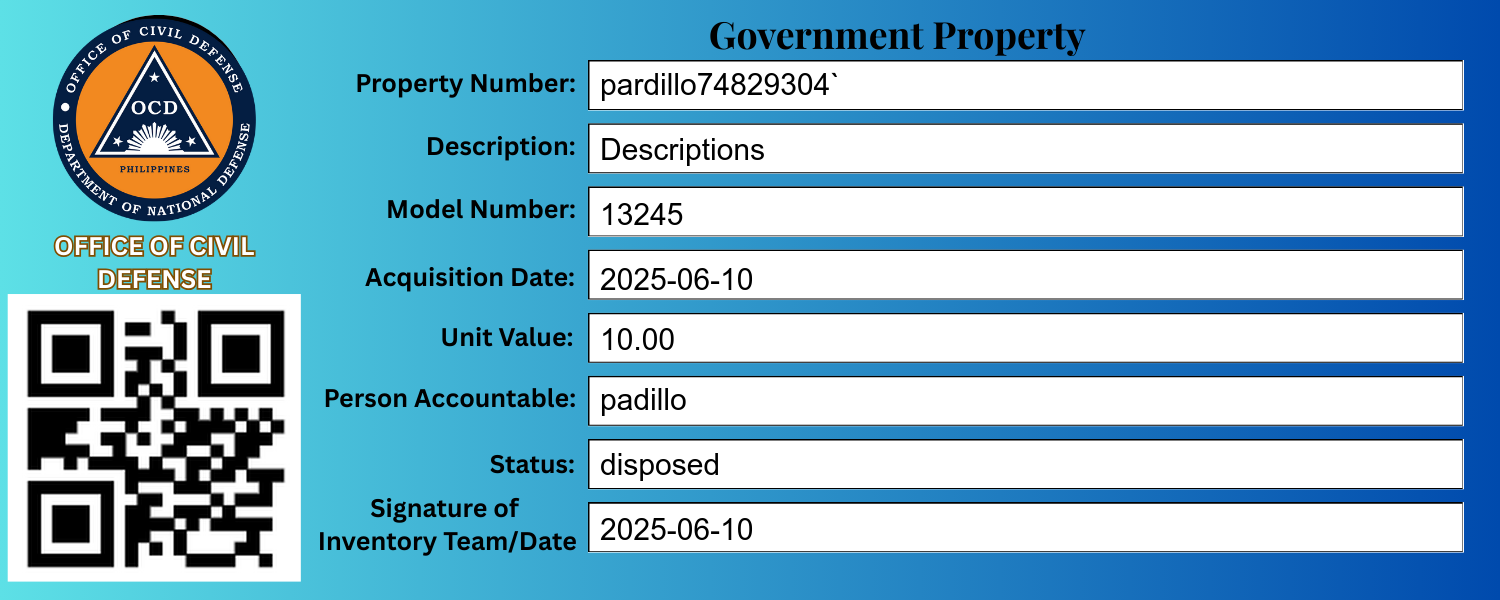 OFFICE OF CIVIL DEFENSE
OCD
PHILIPPINES
DEPARTMENT OF NATIONAL DEFENSE
OFFICE OF CIVIL
DEFENSE
Government Property
Property Number: pardillo74829304`
Description: Descriptions
Model Number: 13245
Acquisition Date: 2025-06-10
Unit Value: 10.00
Person Accountable: padillo
Status: disposed
Signature of
Inventory Team/Date 2025-06-10